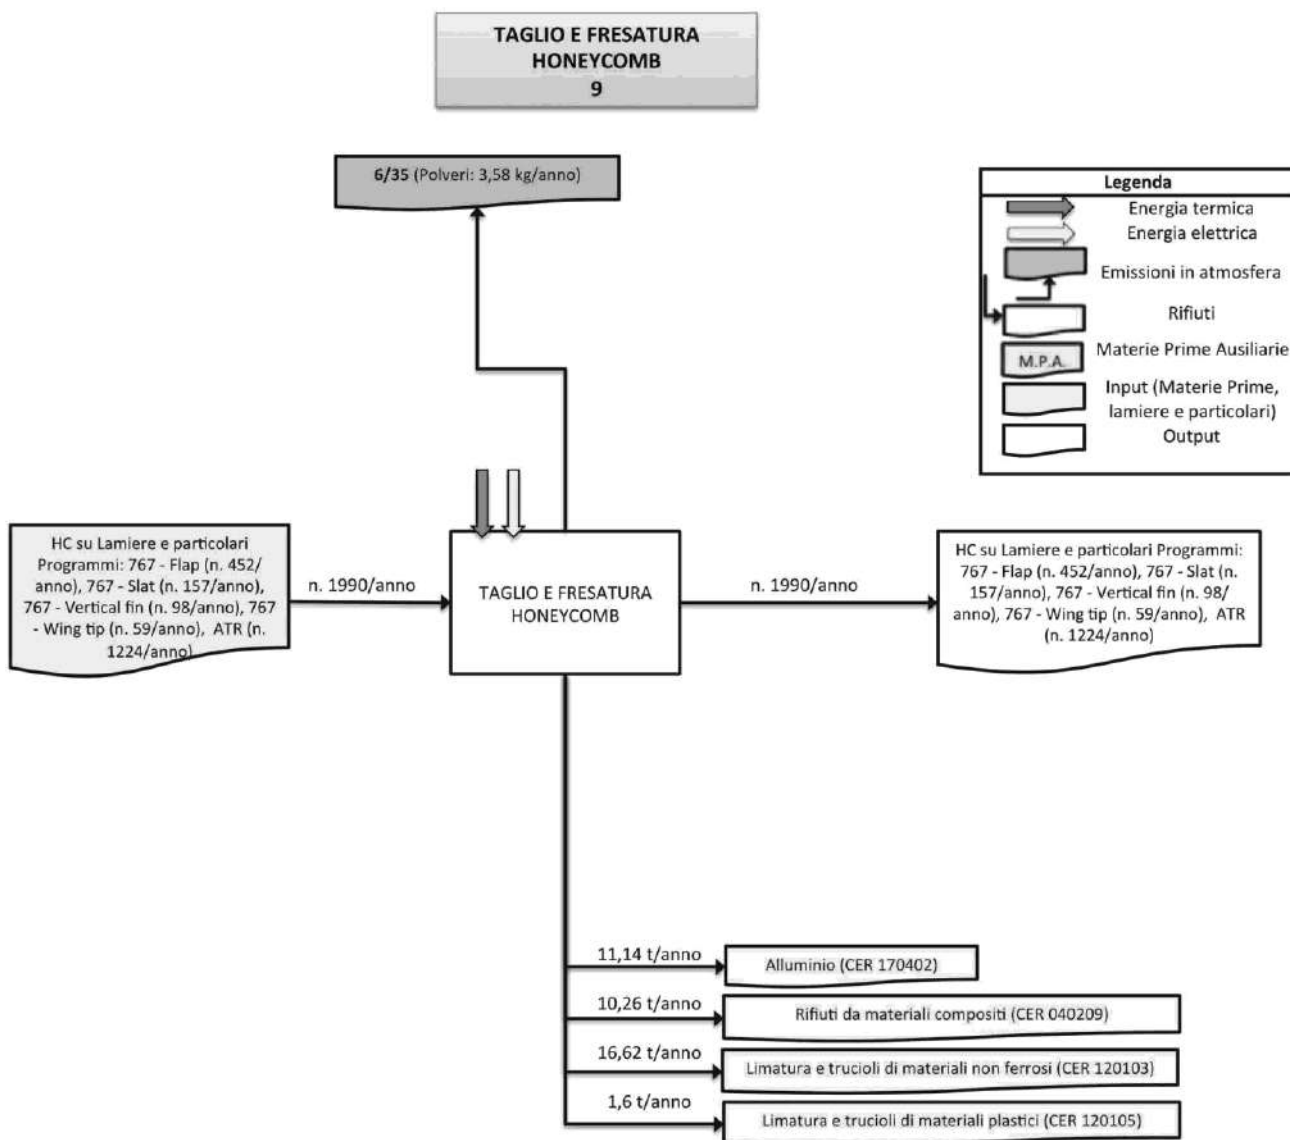 TAGLIO E FRESATURA
HONEYCOMB
9
6/35 (Polveri: 3,58 kg/anno)
Legenda
Energia termica
Energia elettrica
Emissioni in atmosfera
Rifiuti
M.P.A.
Materie Prime Ausiliarie
Input (Materie Prime,
lamiere e particolari)
Output
HC su Lamiere e particolari
Programmi: 767 - Flap (n. 452/
anno), 767 - Slat (n. 157/anno),
767 - Vertical fin (n. 98/anno), 767
- Wing tip (n. 59/anno), ATR (n.
1224/anno)
n. 1990/anno
TAGLIO E FRESATURA
HONEYCOMB
n. 1990/anno
HC su Lamiere e particolari Programmi:
767 - Flap (n. 452/anno), 767 - Slat (n.
157/anno), 767 - Vertical fin (n. 98/
anno), 767 - Wing tip (n. 59/anno), ATR
(n. 1224/anno)
11,14 t/anno
Alluminio (CER 170402)
10,26 t/anno
Rifiuti da materiali compositi (CER 040209)
16,62 t/anno
Limatura e trucioli di materiali non ferrosi (CER 120103)
1,6 t/anno
Limatura e trucioli di materiali plastici (CER 120105)